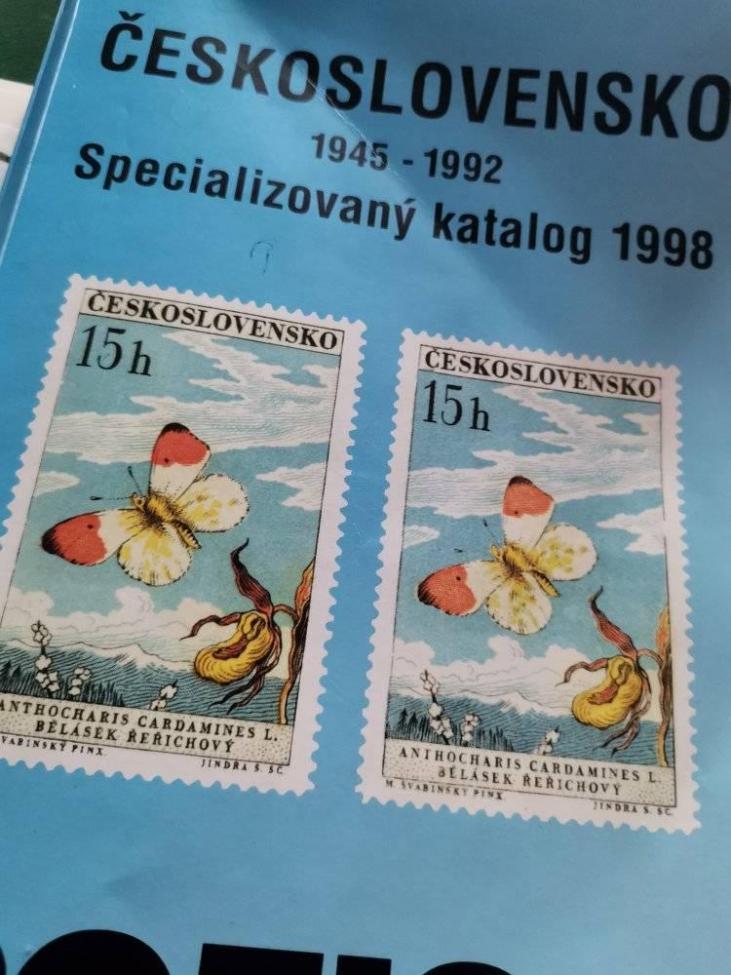 ČESKOSLOVENSKO
1945 - 1992
Specializovaný katalog 1998
ČESKOSLOVENSKO
15h
ANTHOCHARIS CARDAMINES L.
BĚLÁSEK ŘEŘICHOVÝ
JINDRA S. SC.
ČESKOSLOVENSKO
15h
ANTHOCHARIS CARDAMINES L.
BĚLÁSEK ŘEŘICHOVÝ
M. ŠVABINSKÝ PINX.
JINDRA S. SC.